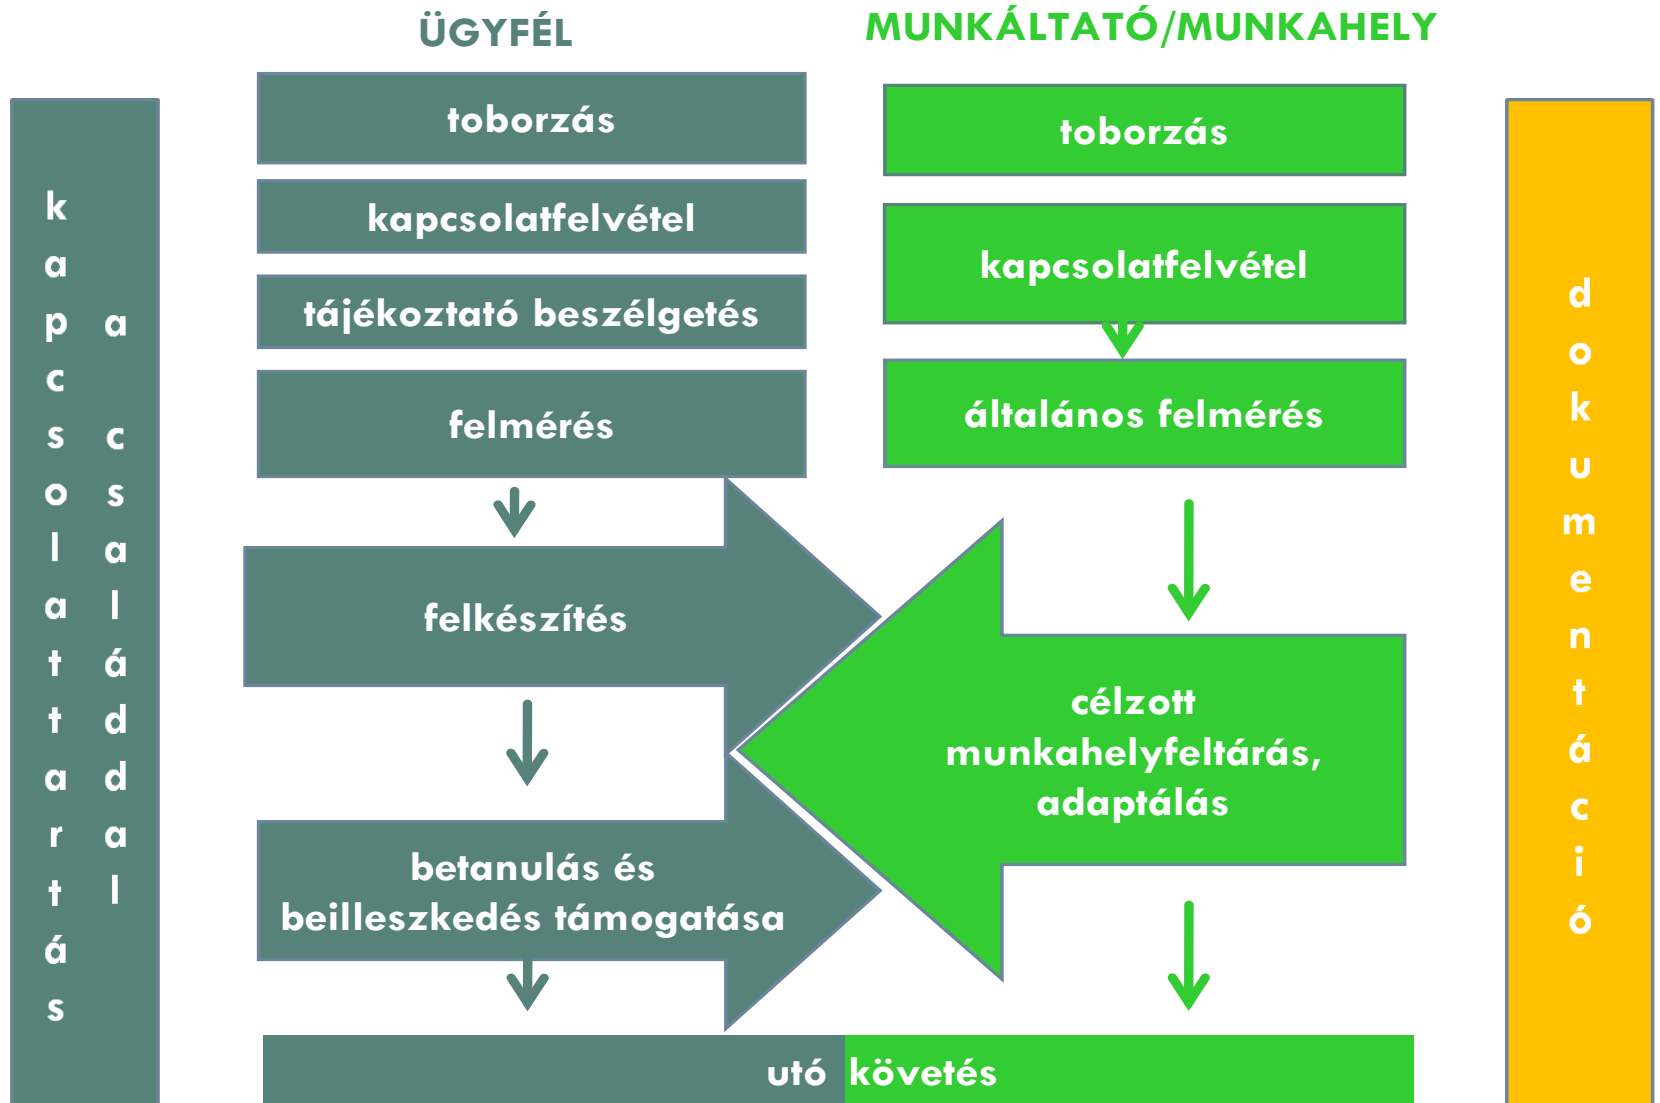 ÜGYFÉL
MUNKÁLTATÓ/MUNKAHELY
kapcsolattartás
a családdal
toborzás
kapcsolatfelvétel
tájékoztató beszélgetés
felmérés
felkészítés
betanulás és
beilleszkedés támogatása
toborzás
kapcsolatfelvétel
általános felmérés
célzott
munkahelyfeltárás,
adaptálás
utó követés
dokumentáció